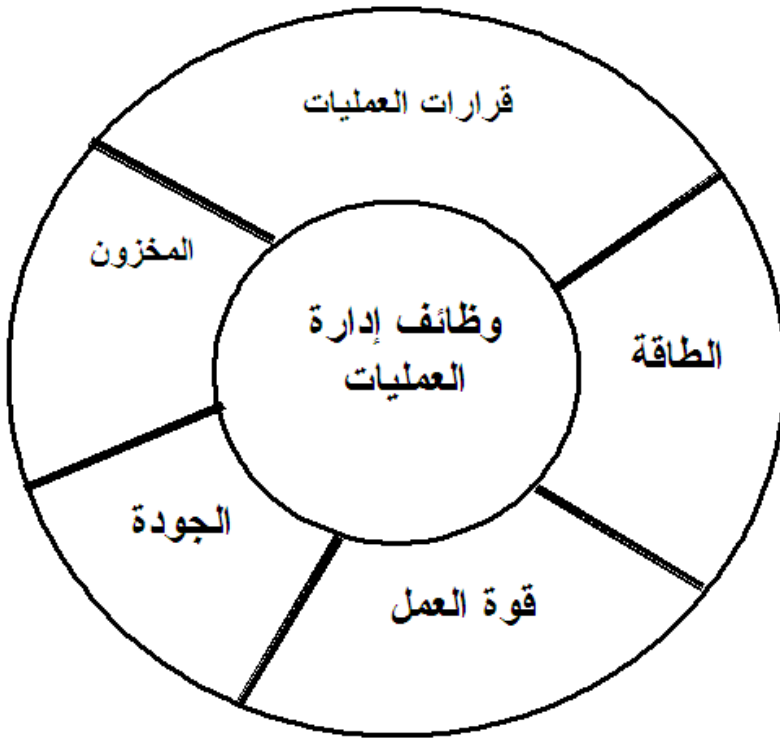 قرارات العمليات
المخزون
وظائف إدارة
العمليات
الطاقة
الجودة
قوة العمل